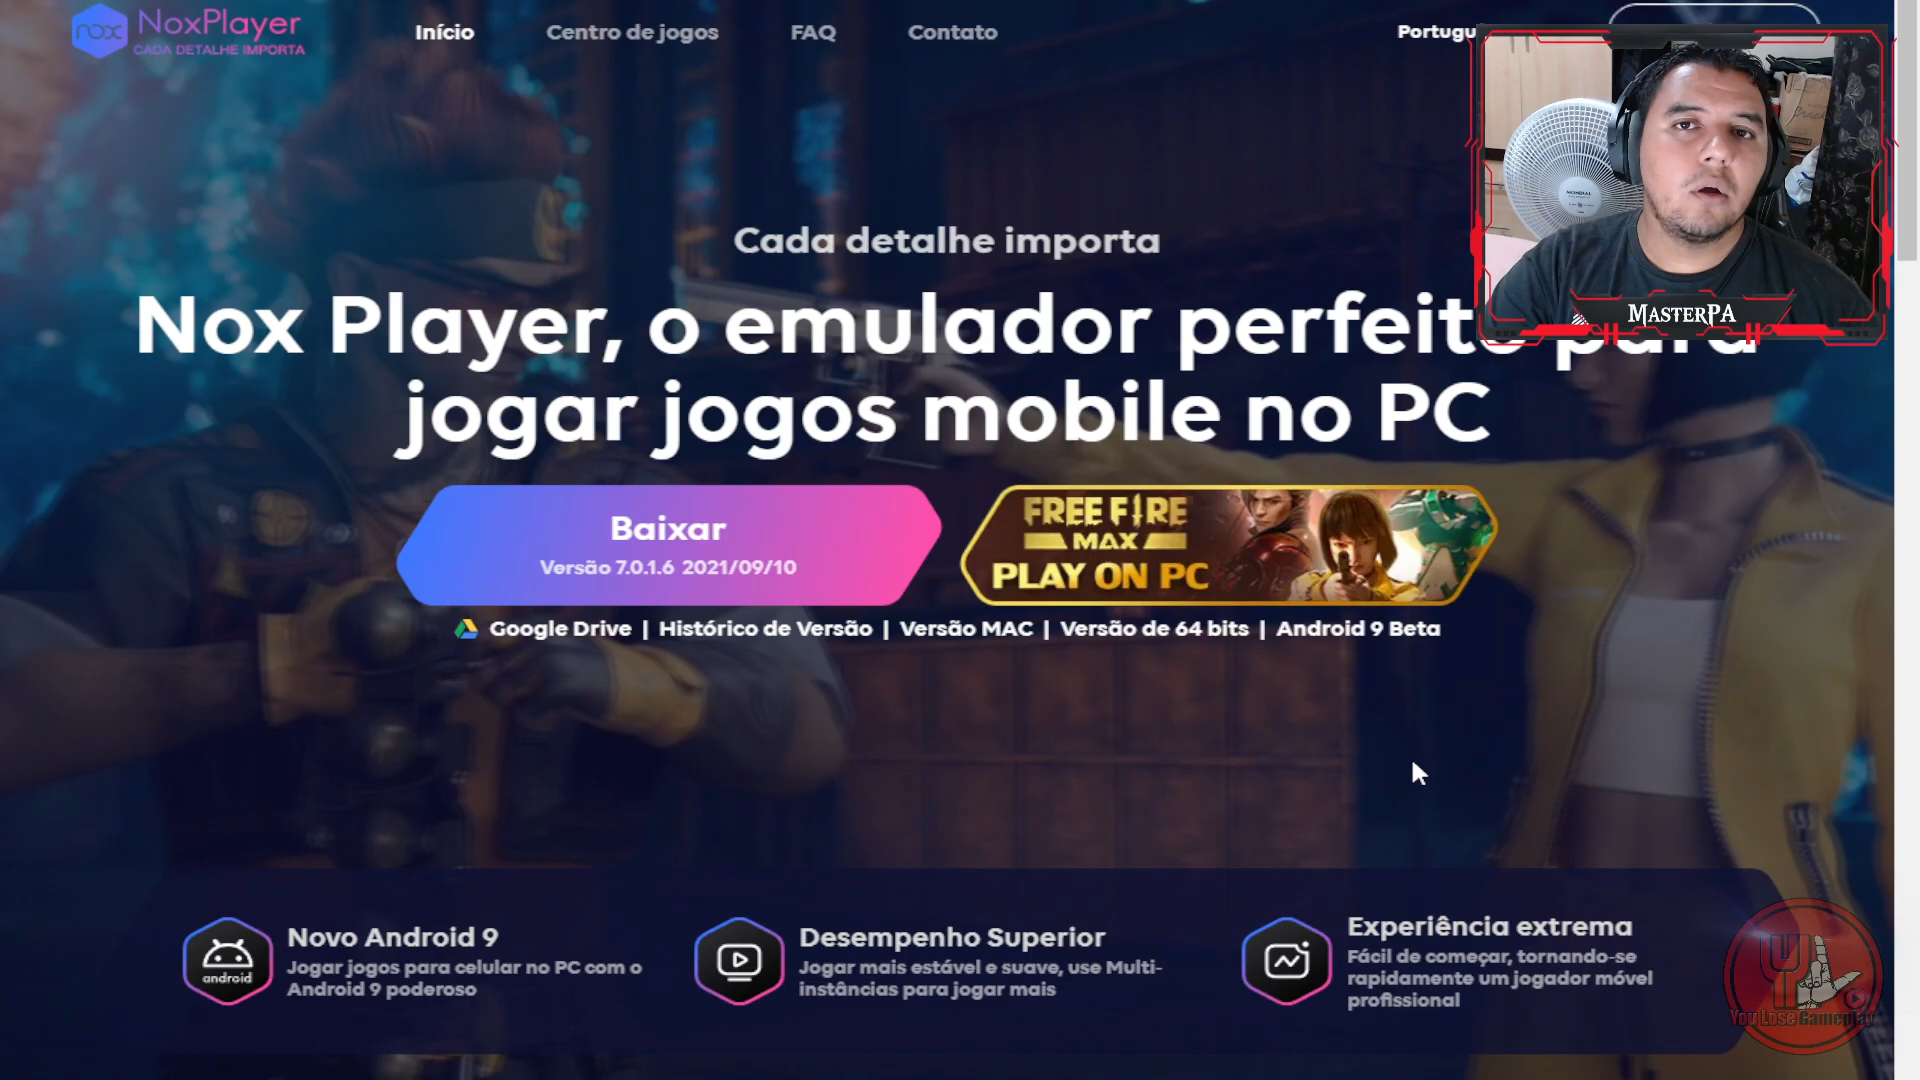 nox NoxPlayer
CADA DETALHE IMPORTA
Início
Centro de jogos
FAQ
Contato
MONDIAL
MASTERPA
Cada detalhe importa
Nox Player, o emulador perfeito para
jogar jogos mobile no PC
Baixar
Versão 7.0.1.6 2021/09/10
FREE FIRE
MAX
PLAY ON PC
Google Drive | Histórico de Versão | Versão MAC | Versão de 64 bits | Android 9 Beta
android
Novo Android 9
Jogar jogos para celular no PC com o
Android 9 poderoso
Desempenho Superior
Jogar mais estável e suave, use Multi-
instâncias para jogar mais
Experiência extrema
Fácil de começar, tornando-se
rapidamente um jogador móvel
profissional
You Lose Gameplay